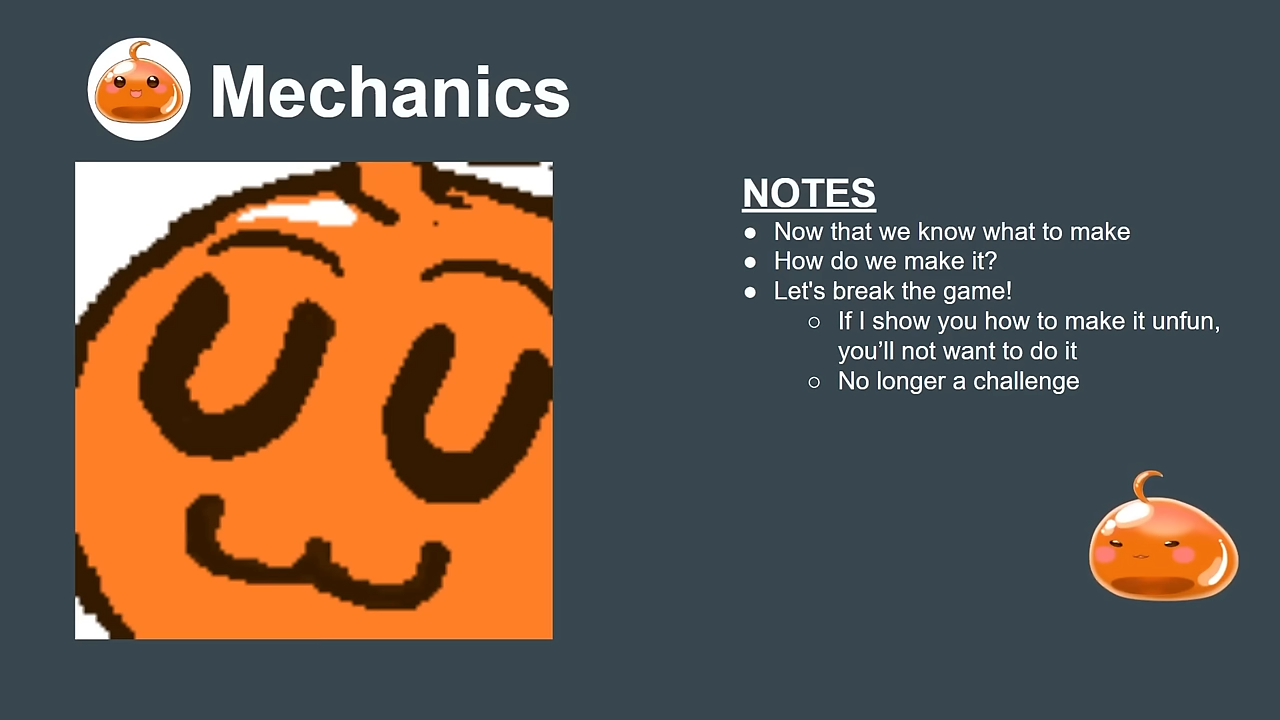 Mechanics
NOTES
● Now that we know what to make
● How do we make it?
● Let's break the game!
○ If I show you how to make it unfun,
you’ll not want to do it
○ No longer a challenge